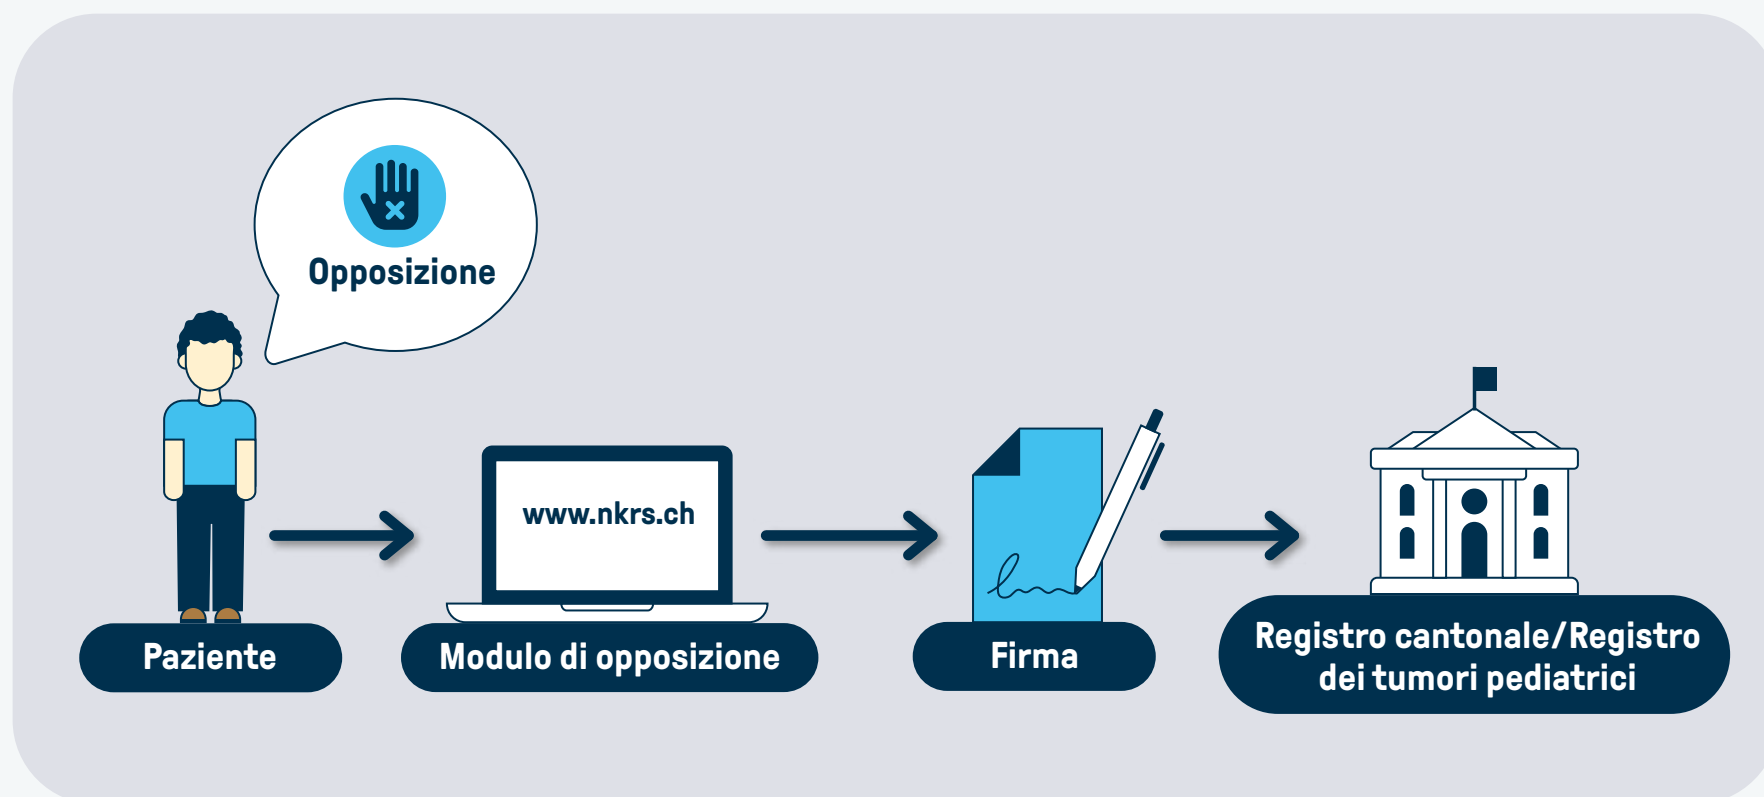 Opposizione
www.nkrs.ch
Paziente
Modulo di opposizione
Firma
Registro cantonale/Registro
dei tumori pediatrici